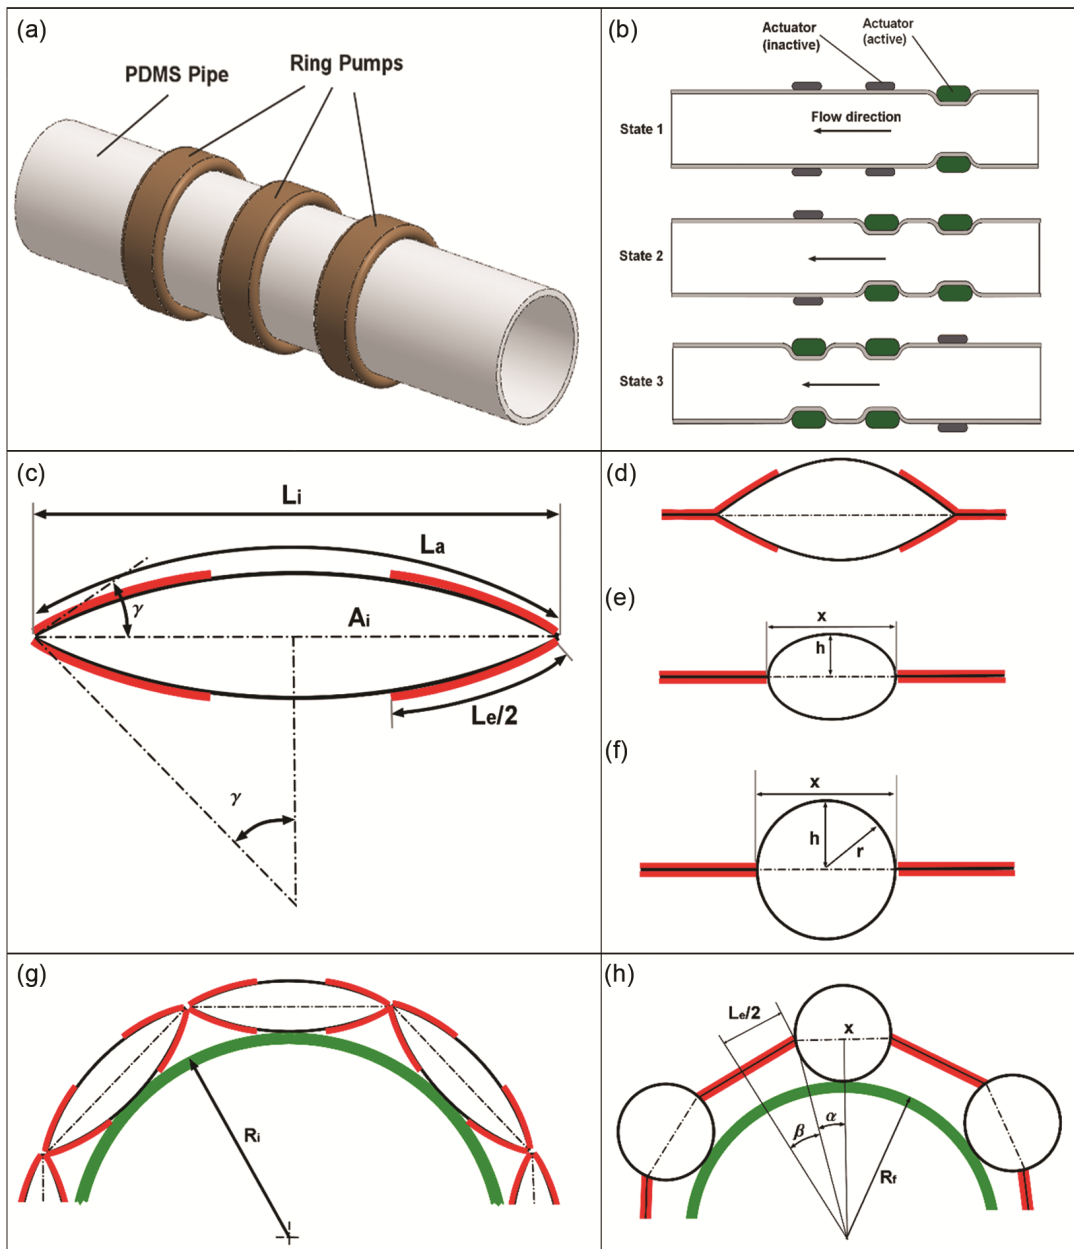 (a)
PDMS Pipe
Ring Pumps
(b)
Actuator
(inactive)
Actuator
(active)
State 1
Flow direction
State 2
State 3
(c)
Li
La
γ
Ai
Le/2
γ
(d)
(e)
x
h
(f)
x
h
r
(g)
Ri
(h)
Le/2
x
β
α
Rf